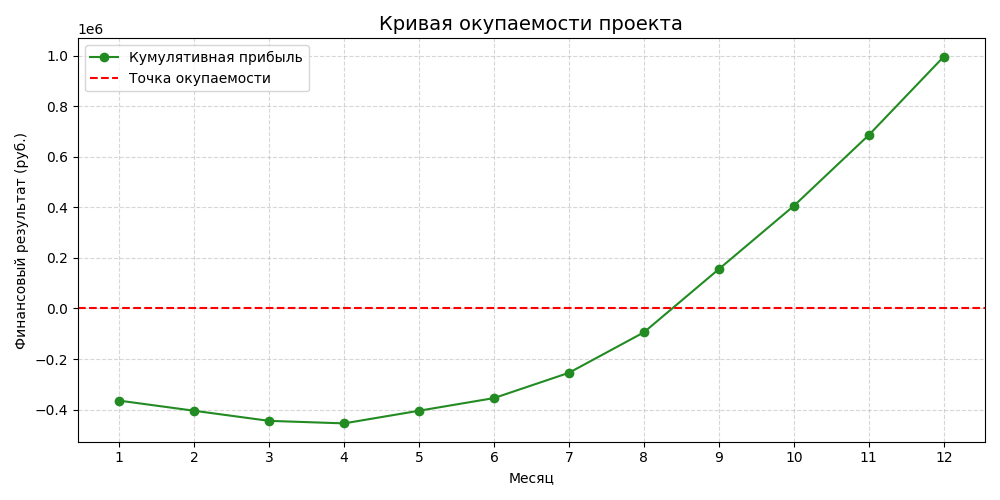 Кривая окупаемости проекта
1e6
Кумулятивная прибыль
Точка окупаемости
1.0
0.8
0.6
0.4
0.2
0.0
−0.2
−0.4
Финансовый результат (руб.)
1 2 3 4 5 6 7 8 9 10 11 12
Месяц